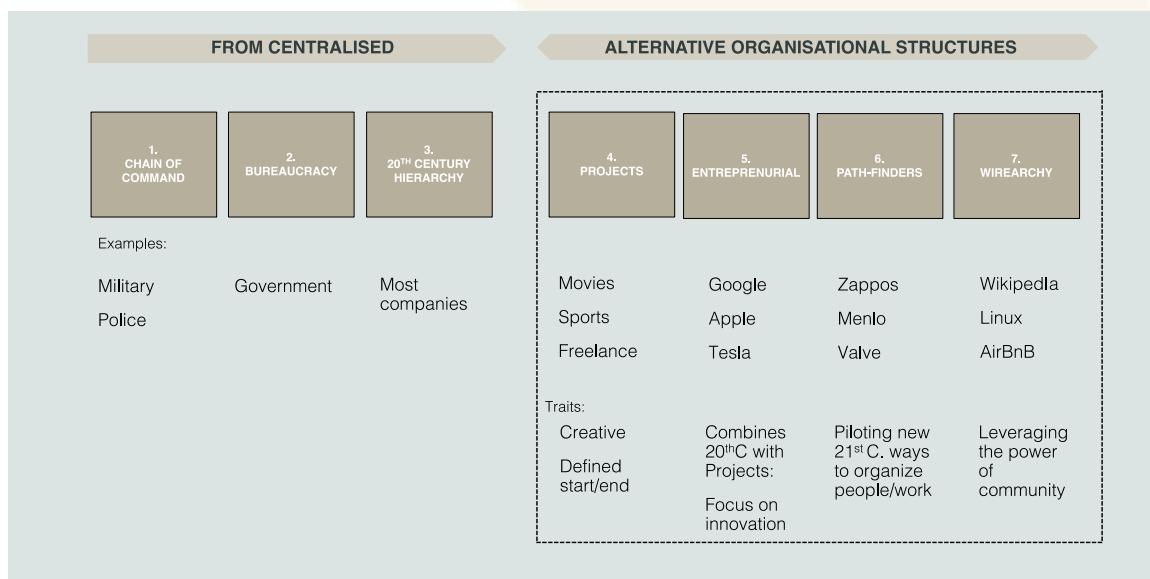 FROM CENTRALISED
ALTERNATIVE ORGANISATIONAL STRUCTURES
1.
CHAIN OF
COMMAND
2.
BUREAUCRACY
3.
20TH CENTURY
HIERARCHY
4.
PROJECTS
5.
ENTREPRENURIAL
6.
PATH-FINDERS
7.
WIREARCHY
Examples:
Military
Police
Government
Most
companies
Movies
Sports
Freelance
Google
Apple
Tesla
Zappos
Menlo
Valve
Wikipedia
Linux
AirBnB
Traits:
Creative
Defined
start/end
Combines
20thC with
Projects:
Focus on
innovation
Piloting new
21st C. ways
to organize
people/work
Leveraging
the power
of
community